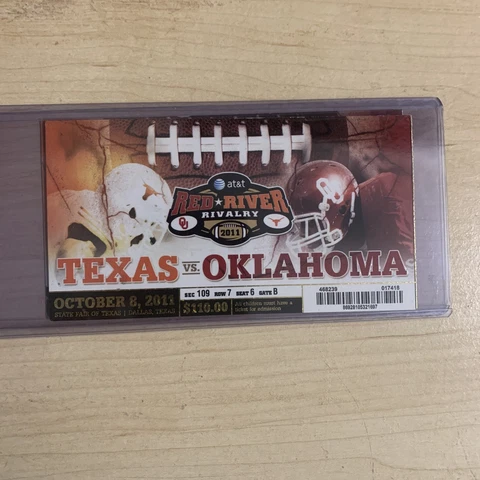 at&t
RED★RIVER
RIVALRY
2011
TEXAS VS. OKLAHOMA
OCTOBER 8, 2011
STATE FAIR OF TEXAS | DALLAS, TEXAS
SEC 109 ROW 7 SEAT 6 GATE B
$110.00
All children must have a
ticket for admission
468239 017418